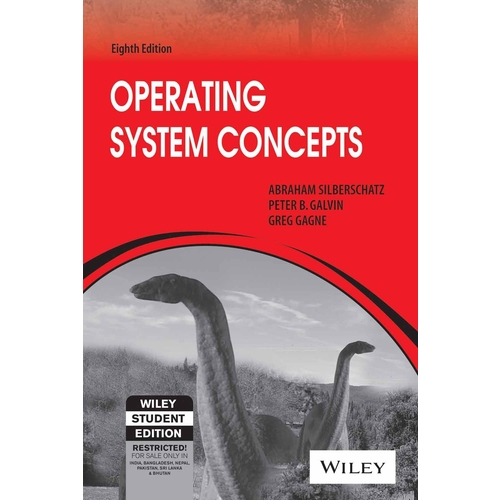 Eighth Edition
OPERATING
SYSTEM CONCEPTS
ABRAHAM SILBERSCHATZ
PETER B. GALVIN
GREG GAGNE
WILEY
STUDENT
EDITION
RESTRICTED!
FOR SALE ONLY IN
INDIA, BANGLADESH, NEPAL,
PAKISTAN, SRI LANKA
& BHUTAN
WILEY